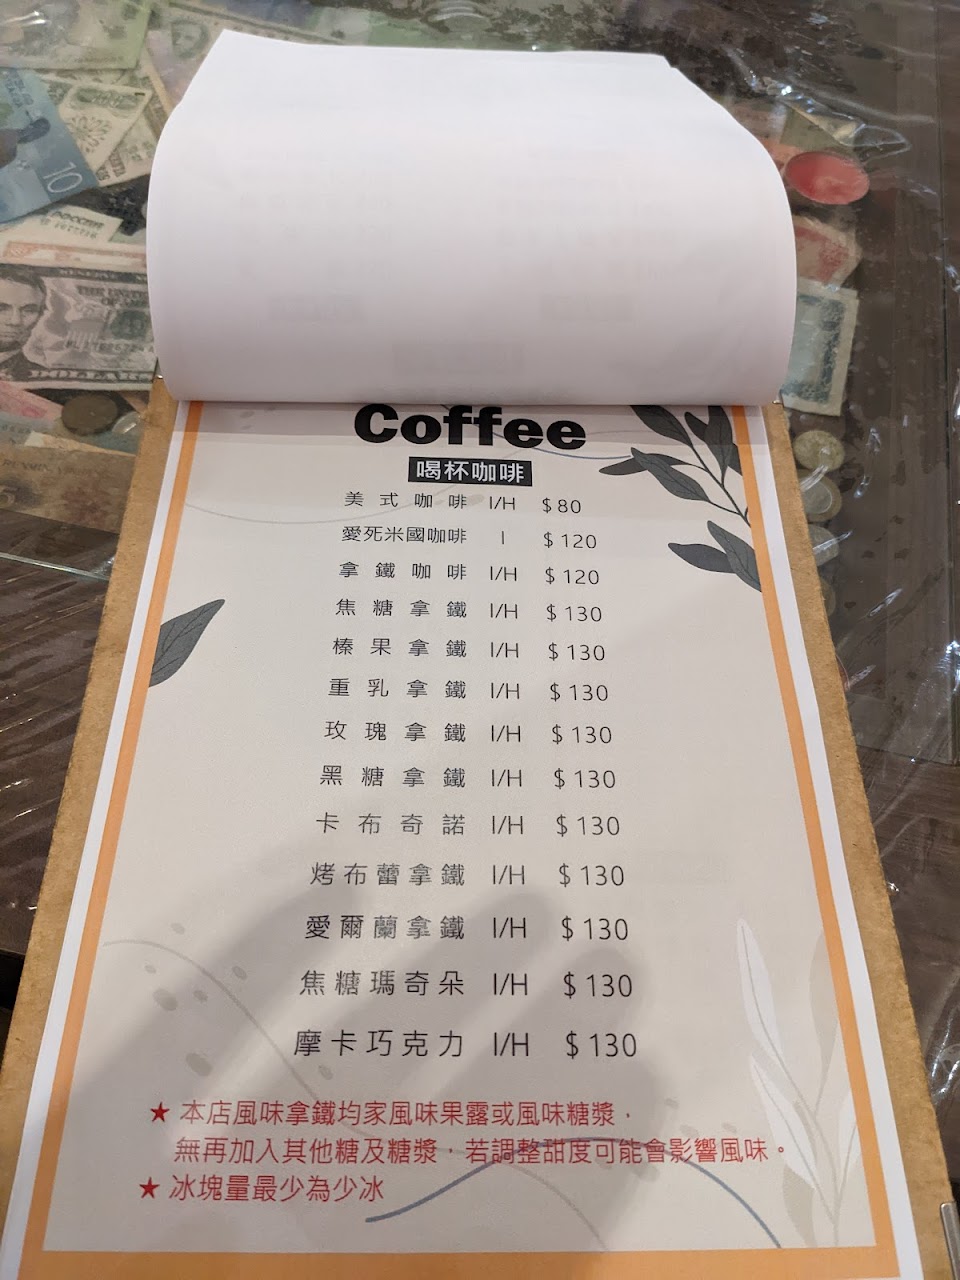 Coffee
喝杯咖啡
美式咖啡 I/H $80
愛死米國咖啡 I $120
拿鐵咖啡 I/H $120
焦糖拿鐵 I/H $130
榛果拿鐵 I/H $130
重乳拿鐵 I/H $130
玫瑰拿鐵 I/H $130
黑糖拿鐵 I/H $130
卡布奇諾 I/H $130
烤布蕾拿鐵 I/H $130
愛爾蘭拿鐵 I/H $130
焦糖瑪奇朵 I/H $130
摩卡巧克力 I/H $130
★ 本店風味拿鐵均家風味果露或風味糖漿，
無再加入其他糖及糖漿，若調整甜度可能會影響風味。
★ 冰塊量最少為少冰
10
РОССИИ
DOLLAR